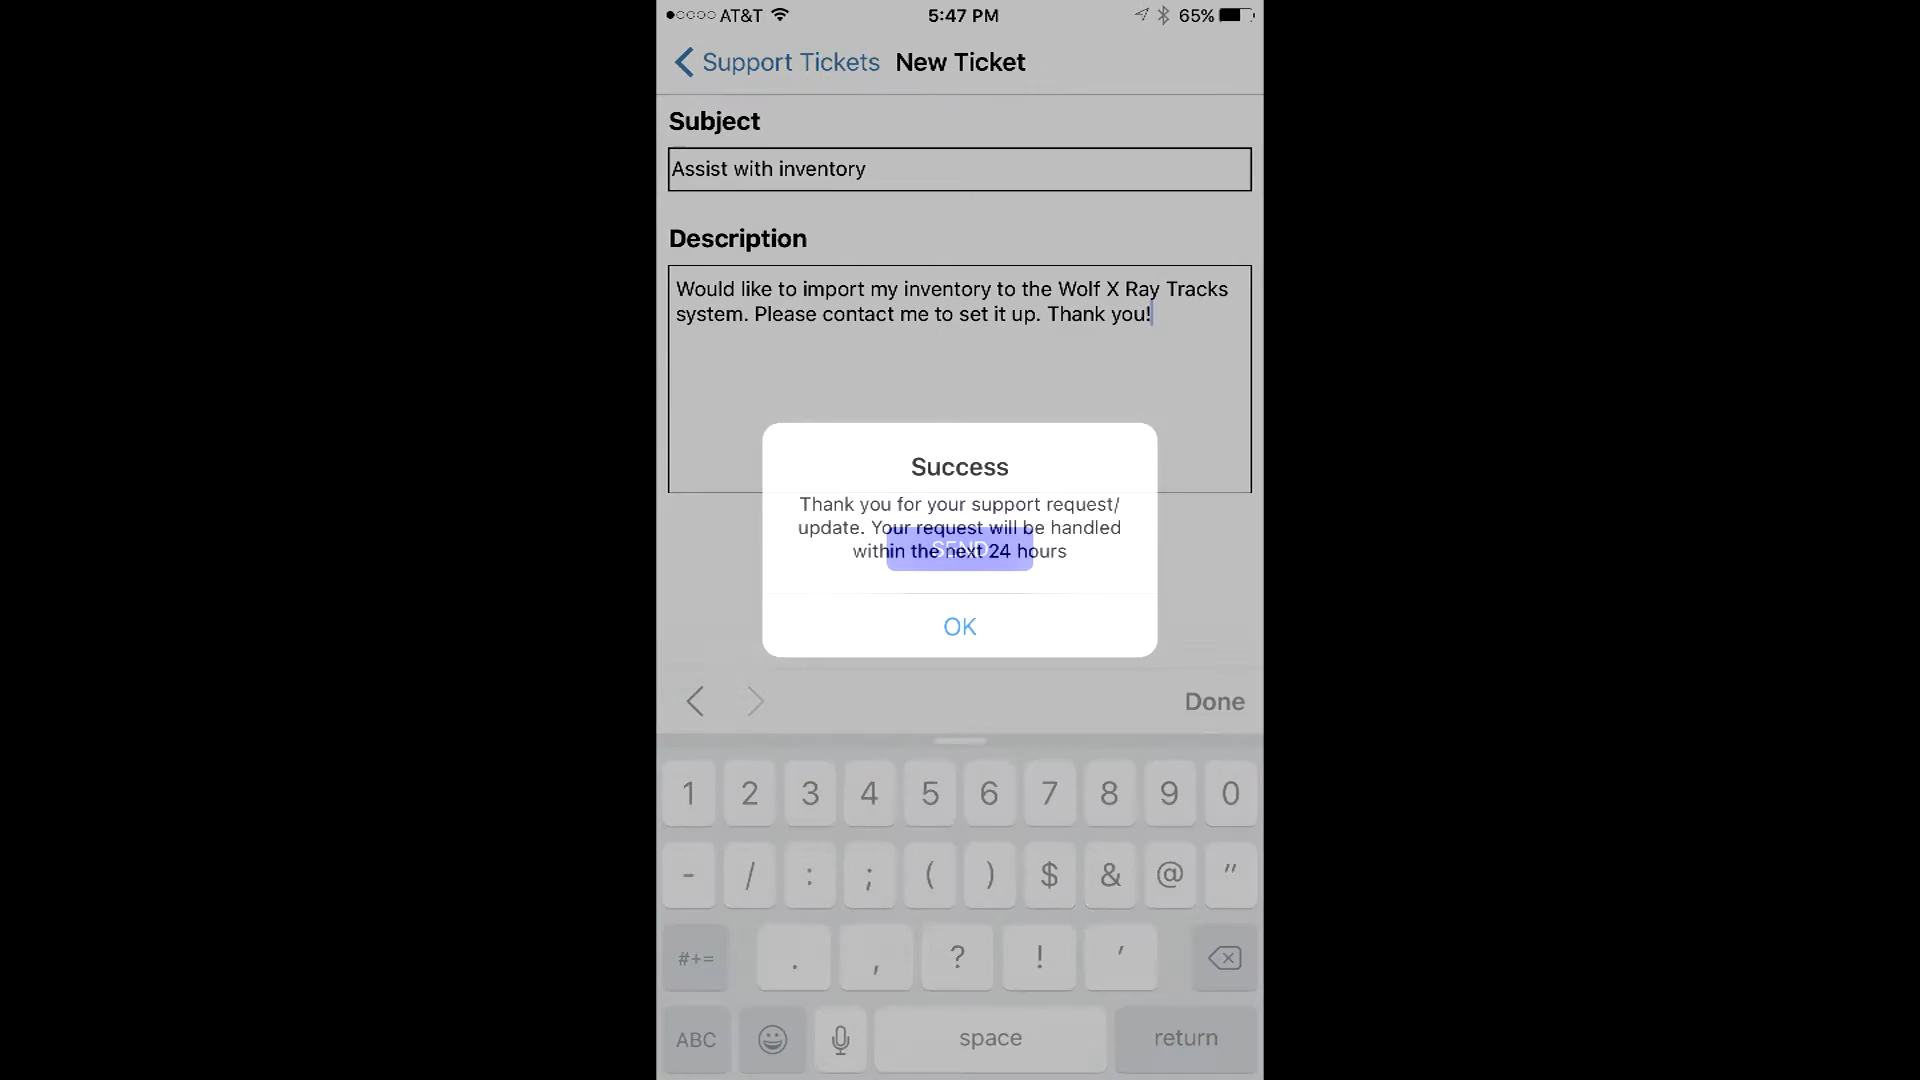 AT&T 5:47 PM 65%
Support Tickets New Ticket
Subject
Assist with inventory
Description
Would like to import my inventory to the Wolf X Ray Tracks
system. Please contact me to set it up. Thank you!
Success
Thank you for your support request/
update. Your request will be handled
within the next 24 hours
SEND
OK
Done
1 2 3 4 5 6 7 8 9 0
- / : ; ( ) $ & @ "
#+= . , ? ! '
ABC space return